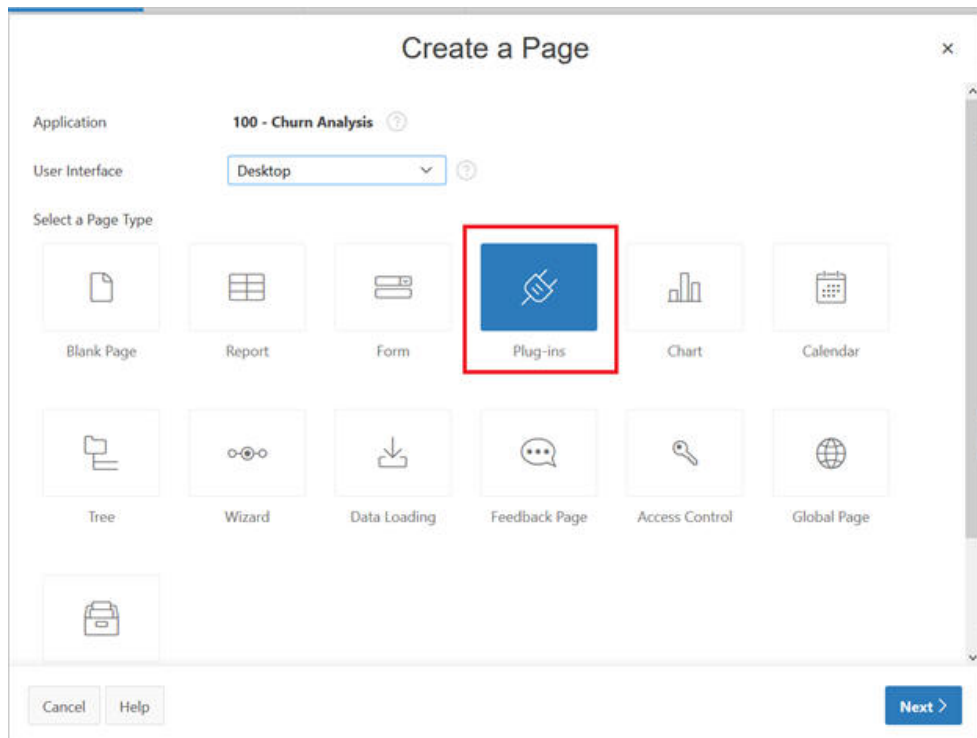 Create a Page
Application 100 - Churn Analysis ?
User Interface Desktop ?
Select a Page Type
Blank Page Report Form Plug-ins Chart Calendar
Tree Wizard Data Loading Feedback Page Access Control Global Page
Cancel Help Next